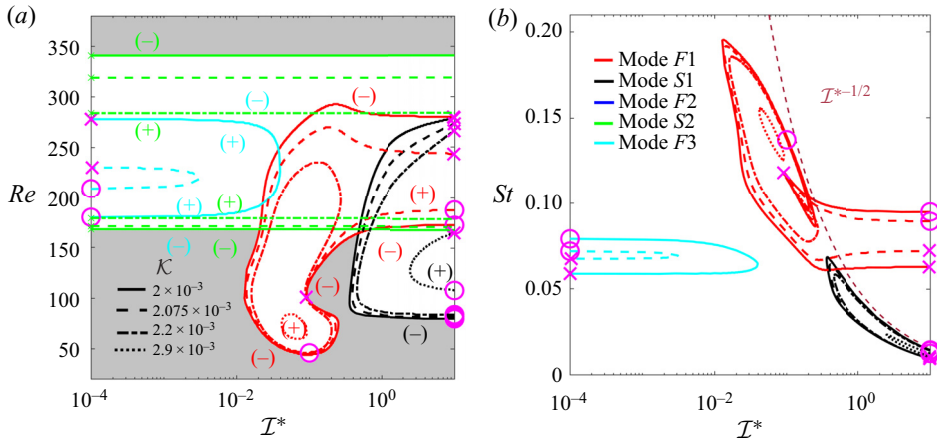 (a)
400
350
300
250
Re
200
150
100
50
(–)
(–)
(–)
(+)
(+)
(+)
(+)
(–)
(–)
(–)
(–)
(+)
(+)
(–)
(–)
(–)
𝒦
2 × 10⁻³
2.075 × 10⁻³
2.2 × 10⁻³
2.9 × 10⁻³
10⁻⁴
10⁻²
10⁰
ℐ*
(b)
0.20
0.15
0.10
St
0.05
0
Mode F1
Mode S1
Mode F2
Mode S2
Mode F3
ℐ*⁻¹/²
10⁻⁴
10⁻²
10⁰
ℐ*